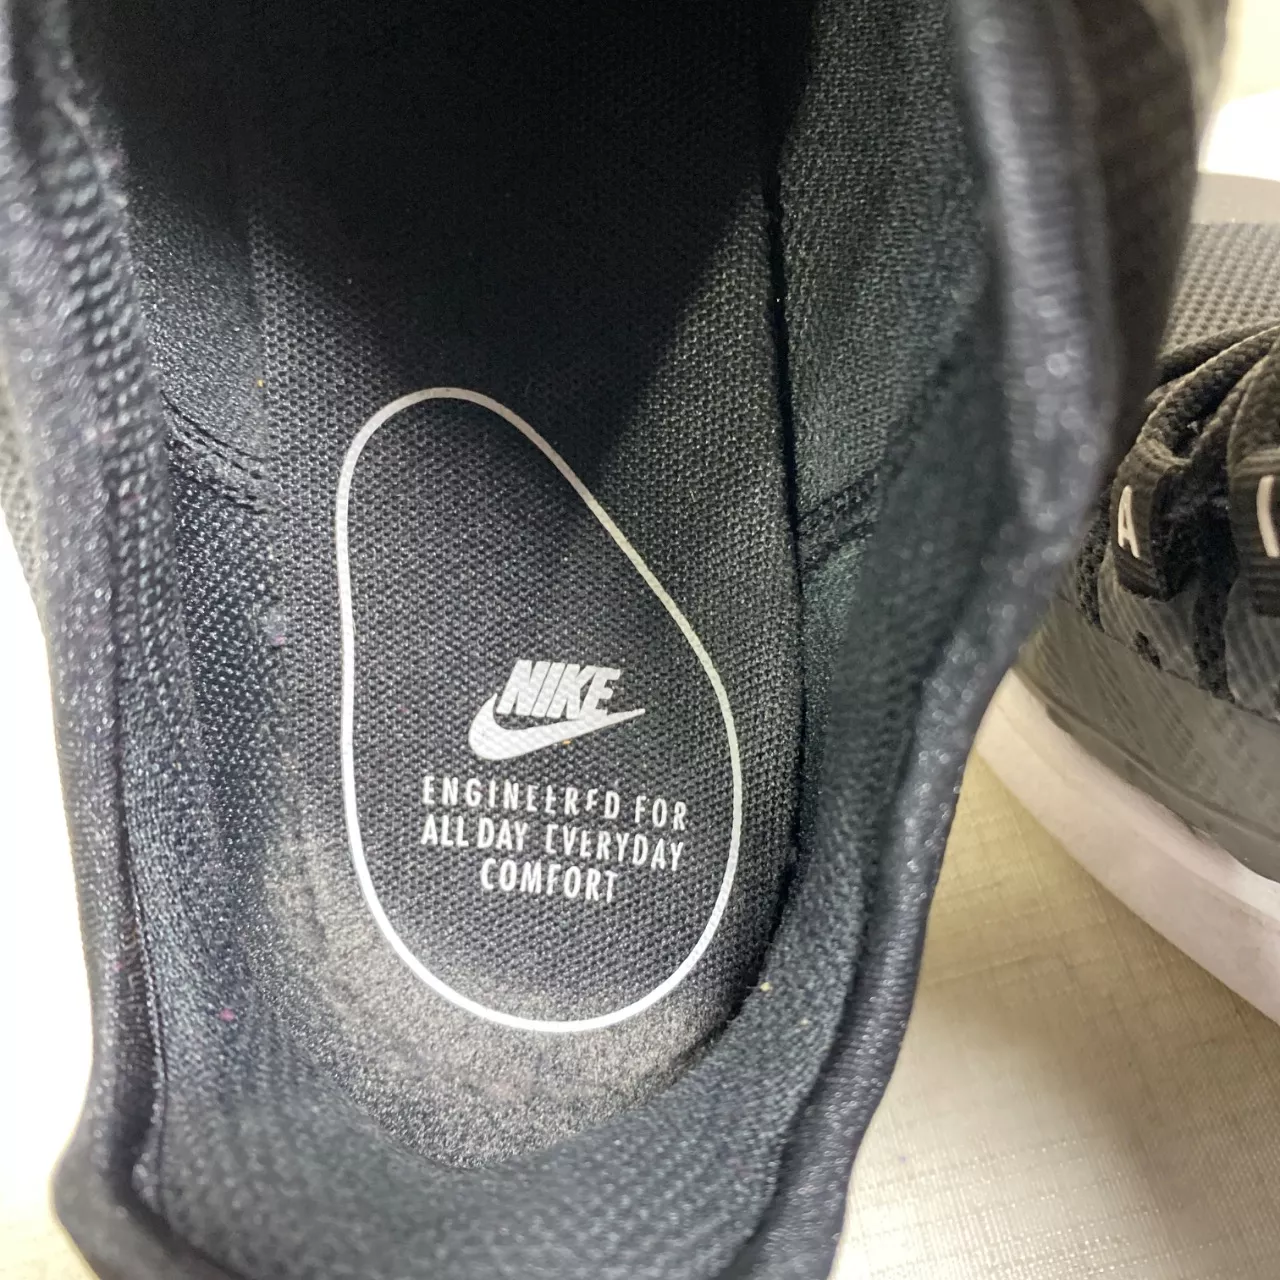 NIKE
ENGINEERED FOR
ALL DAY EVERYDAY
COMFORT
A